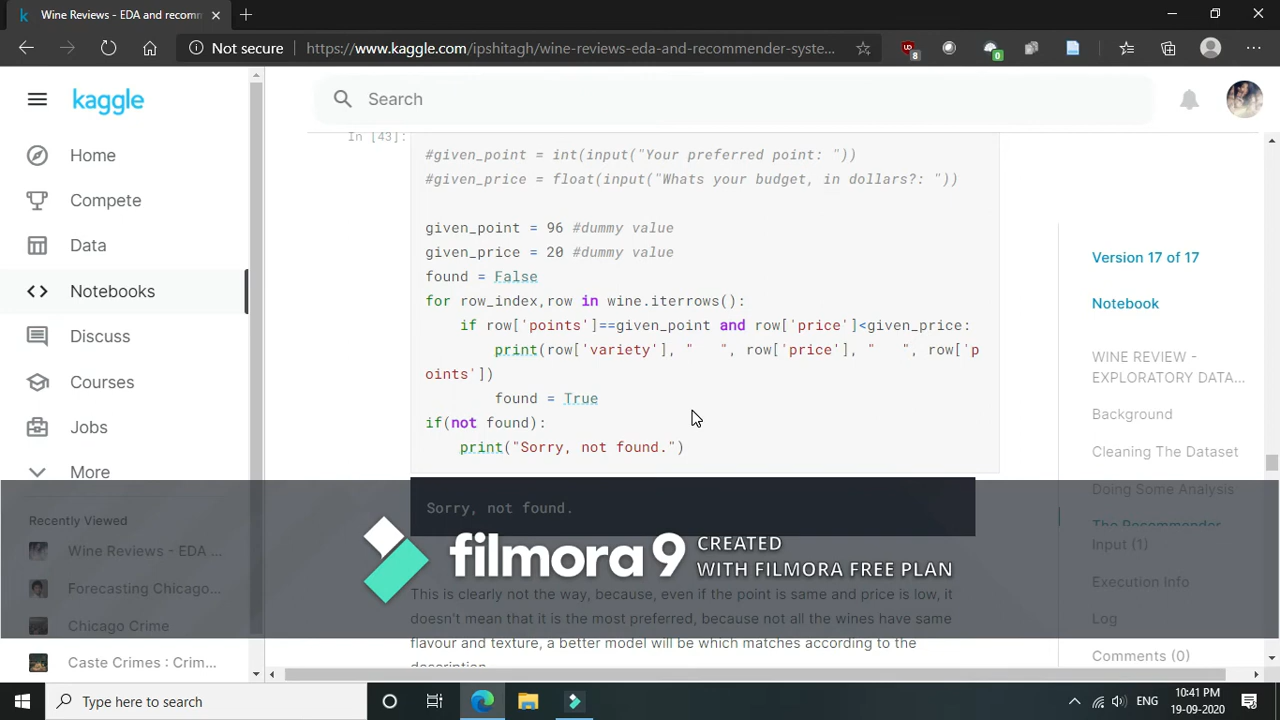 Wine Reviews - EDA and recomm
Not secure
https://www.kaggle.com/ipshitagh/wine-reviews-eda-and-recommender-syste...
8
0
kaggle
Search
Home
Compete
Data
Notebooks
Discuss
Courses
Jobs
More
Recently Viewed
Wine Reviews - EDA ...
Forecasting Chicago...
Chicago Crime
Caste Crimes : Crim...
In [43]:
#given_point = int(input("Your preferred point: "))
#given_price = float(input("Whats your budget, in dollars?: "))
given_point = 96 #dummy value
given_price = 20 #dummy value
found = False
for row_index,row in wine.iterrows():
if row['points']==given_point and row['price']<given_price:
print(row['variety'], "   ", row['price'], "   ", row['p
oints'])
found = True
if(not found):
print("Sorry, not found.")
Sorry, not found.
This is clearly not the way, because, even if the point is same and price is low, it
doesn't mean that it is the most preferred, because not all the wines have same
flavour and texture, a better model will be which matches according to the
description
Version 17 of 17
Notebook
WINE REVIEW -
EXPLORATORY DATA...
Background
Cleaning The Dataset
Doing Some Analysis
The Recommender
Input (1)
Execution Info
Log
Comments (0)
filmora 9
CREATED
WITH FILMORA FREE PLAN
Type here to search
ENG
10:41 PM
19-09-2020